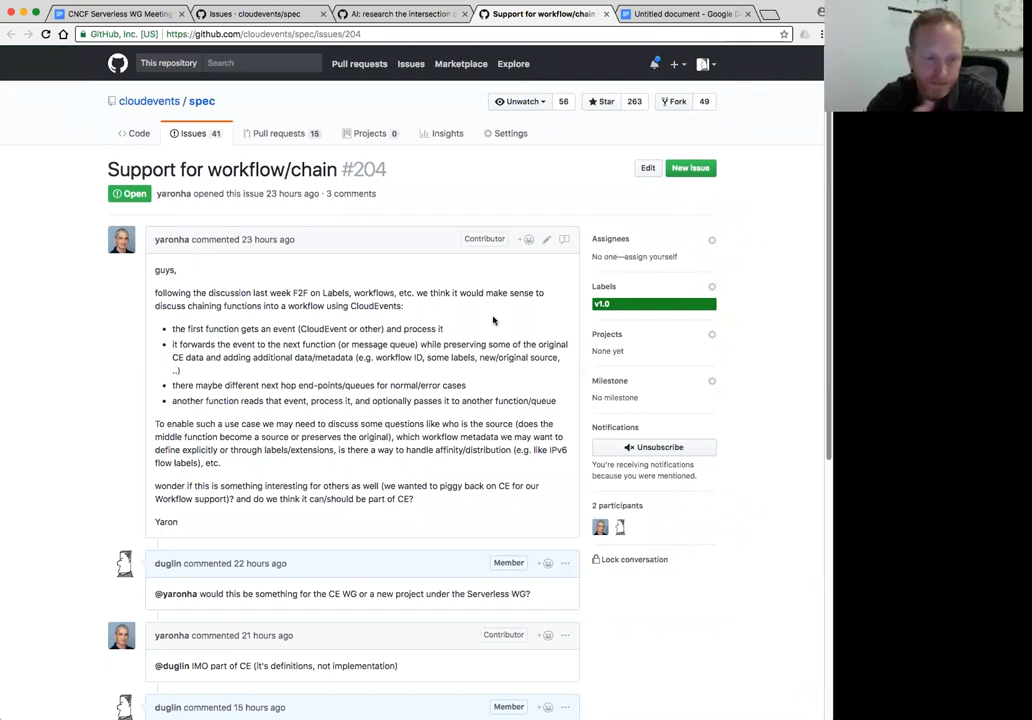 CNCF Serverless WG Meeting
Issues · cloudevents/spec
AI: research the intersection o
Support for workflow/chain
Untitled document - Google D
GitHub, Inc. [US]
https://github.com/cloudevents/spec/issues/204
This repository
Search
Pull requests
Issues
Marketplace
Explore
cloudevents / spec
Unwatch
56
Star
263
Fork
49
Code
Issues 41
Pull requests 15
Projects 0
Insights
Settings
Support for workflow/chain #204
Edit
New issue
Open
yaronha opened this issue 23 hours ago · 3 comments
yaronha commented 23 hours ago
Contributor
guys,
following the discussion last week F2F on Labels, workflows, etc. we think it would make sense to
discuss chaining functions into a workflow using CloudEvents:
• the first function gets an event (CloudEvent or other) and process it
• it forwards the event to the next function (or message queue) while preserving some of the original
CE data and adding additional data/metadata (e.g. workflow ID, some labels, new/original source,
..)
• there maybe different next hop end-points/queues for normal/error cases
• another function reads that event, process it, and optionally passes it to another function/queue
To enable such a use case we may need to discuss some questions like who is the source (does the
middle function become a source or preserves the original), which workflow metadata we may want to
define explicitly or through labels/extensions, is there a way to handle affinity/distribution (e.g. like IPv6
flow labels), etc.
wonder if this is something interesting for others as well (we wanted to piggy back on CE for our
Workflow support)? and do we think it can/should be part of CE?
Yaron
Assignees
No one—assign yourself
Labels
v1.0
Projects
None yet
Milestone
No milestone
Notifications
Unsubscribe
You're receiving notifications
because you were mentioned.
2 participants
Lock conversation
duglin commented 22 hours ago
Member
@yaronha would this be something for the CE WG or a new project under the Serverless WG?
yaronha commented 21 hours ago
Contributor
@duglin IMO part of CE (it's definitions, not implementation)
duglin commented 15 hours ago
Member